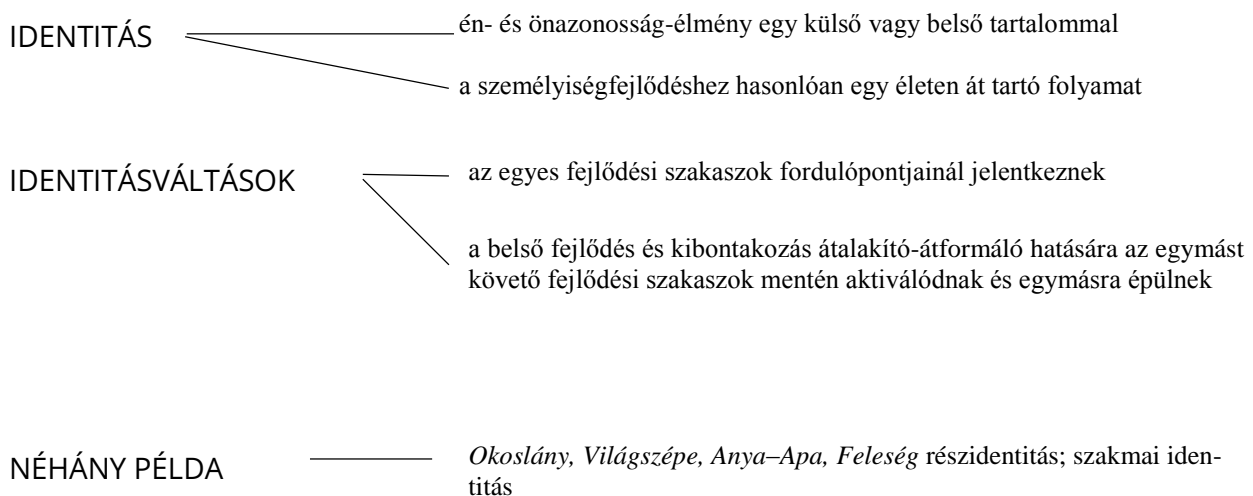 IDENTITÁS
én- és önazonosság-élmény egy külső vagy belső tartalommal
a személyiségfejlődéshez hasonlóan egy életen át tartó folyamat
IDENTITÁSVÁLTÁSOK
az egyes fejlődési szakaszok fordulópontjainál jelentkeznek
a belső fejlődés és kibontakozás átalakító-átformáló hatására az egymást
követő fejlődési szakaszok mentén aktiválódnak és egymásra épülnek
NÉHÁNY PÉLDA
Okoslány, Világszépe, Anya–Apa, Feleség részidentitás; szakmai iden-
titás